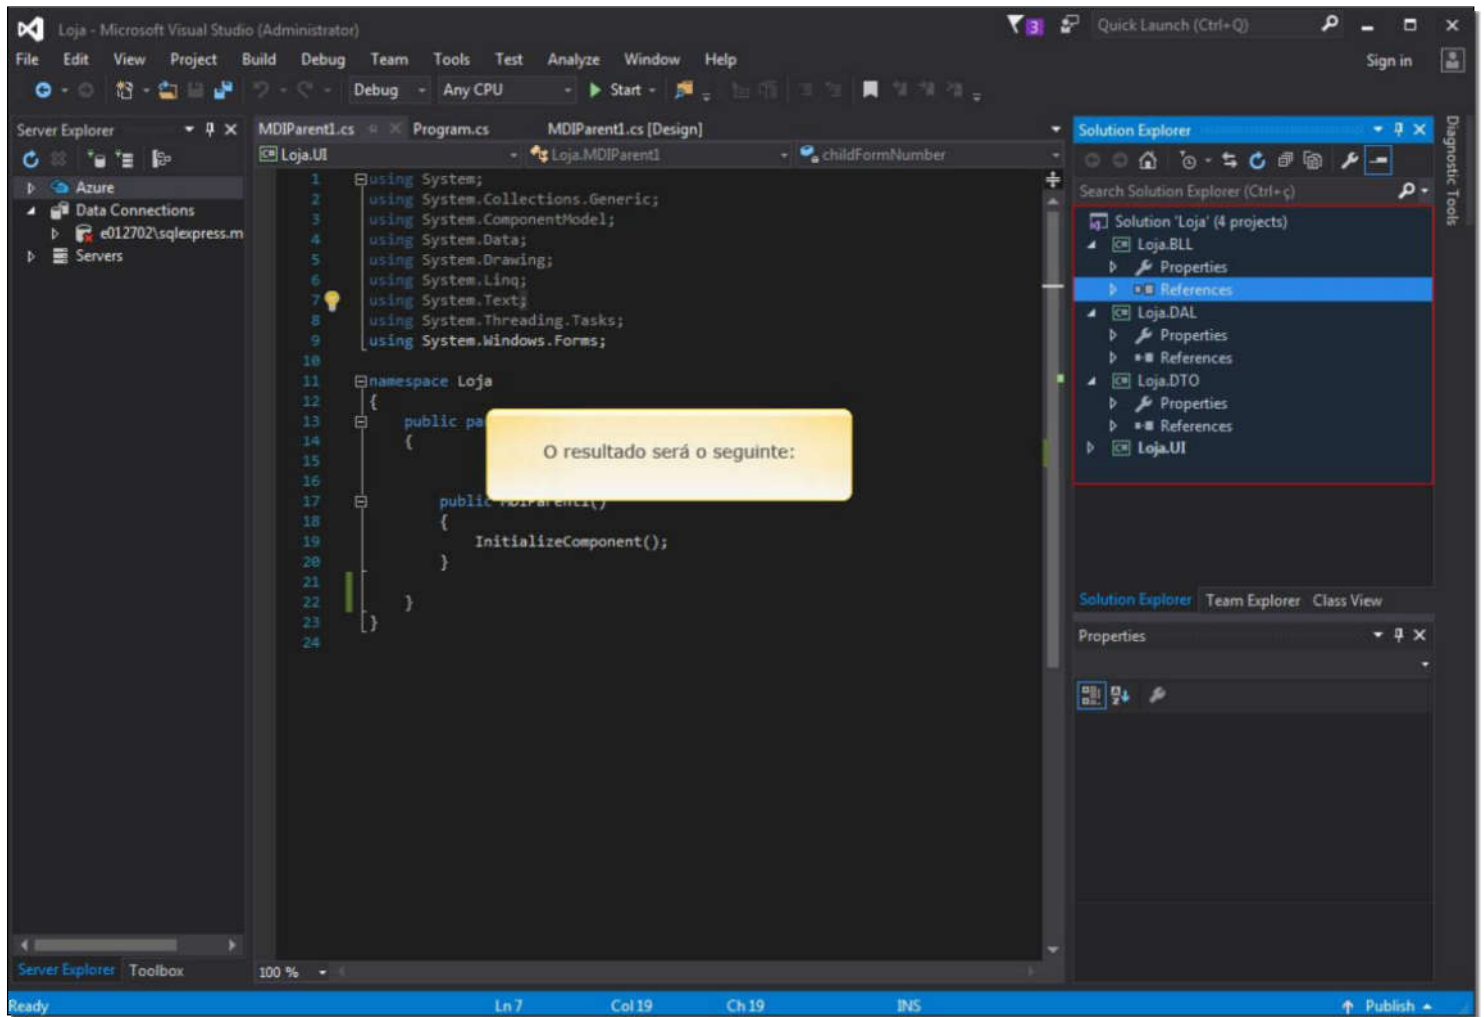 Loja - Microsoft Visual Studio (Administrator)
3
Quick Launch (Ctrl+Q)
File Edit View Project Build Debug Team Tools Test Analyze Window Help
Sign in
Debug Any CPU Start
Server Explorer
Azure
Data Connections
e012702\sqlexpress.m
Servers
MDIParent1.cs Program.cs MDIParent1.cs [Design]
Loja.UI Loja.MDIParent1 childFormNumber
1 using System;
2 using System.Collections.Generic;
3 using System.ComponentModel;
4 using System.Data;
5 using System.Drawing;
6 using System.Linq;
7 using System.Text;
8 using System.Threading.Tasks;
9 using System.Windows.Forms;
10
11 namespace Loja
12 {
13 public pa
14 {
15
16
17 public MDIParent1()
18 {
19 InitializeComponent();
20 }
21
22 }
23 }
24
O resultado será o seguinte:
Solution Explorer
Search Solution Explorer (Ctrl+ç)
Solution 'Loja' (4 projects)
Loja.BLL
Properties
References
Loja.DAL
Properties
References
Loja.DTO
Properties
References
Loja.UI
Solution Explorer Team Explorer Class View
Properties
Diagnostic Tools
Server Explorer Toolbox
100 %
Ready Ln 7 Col 19 Ch 19 INS Publish